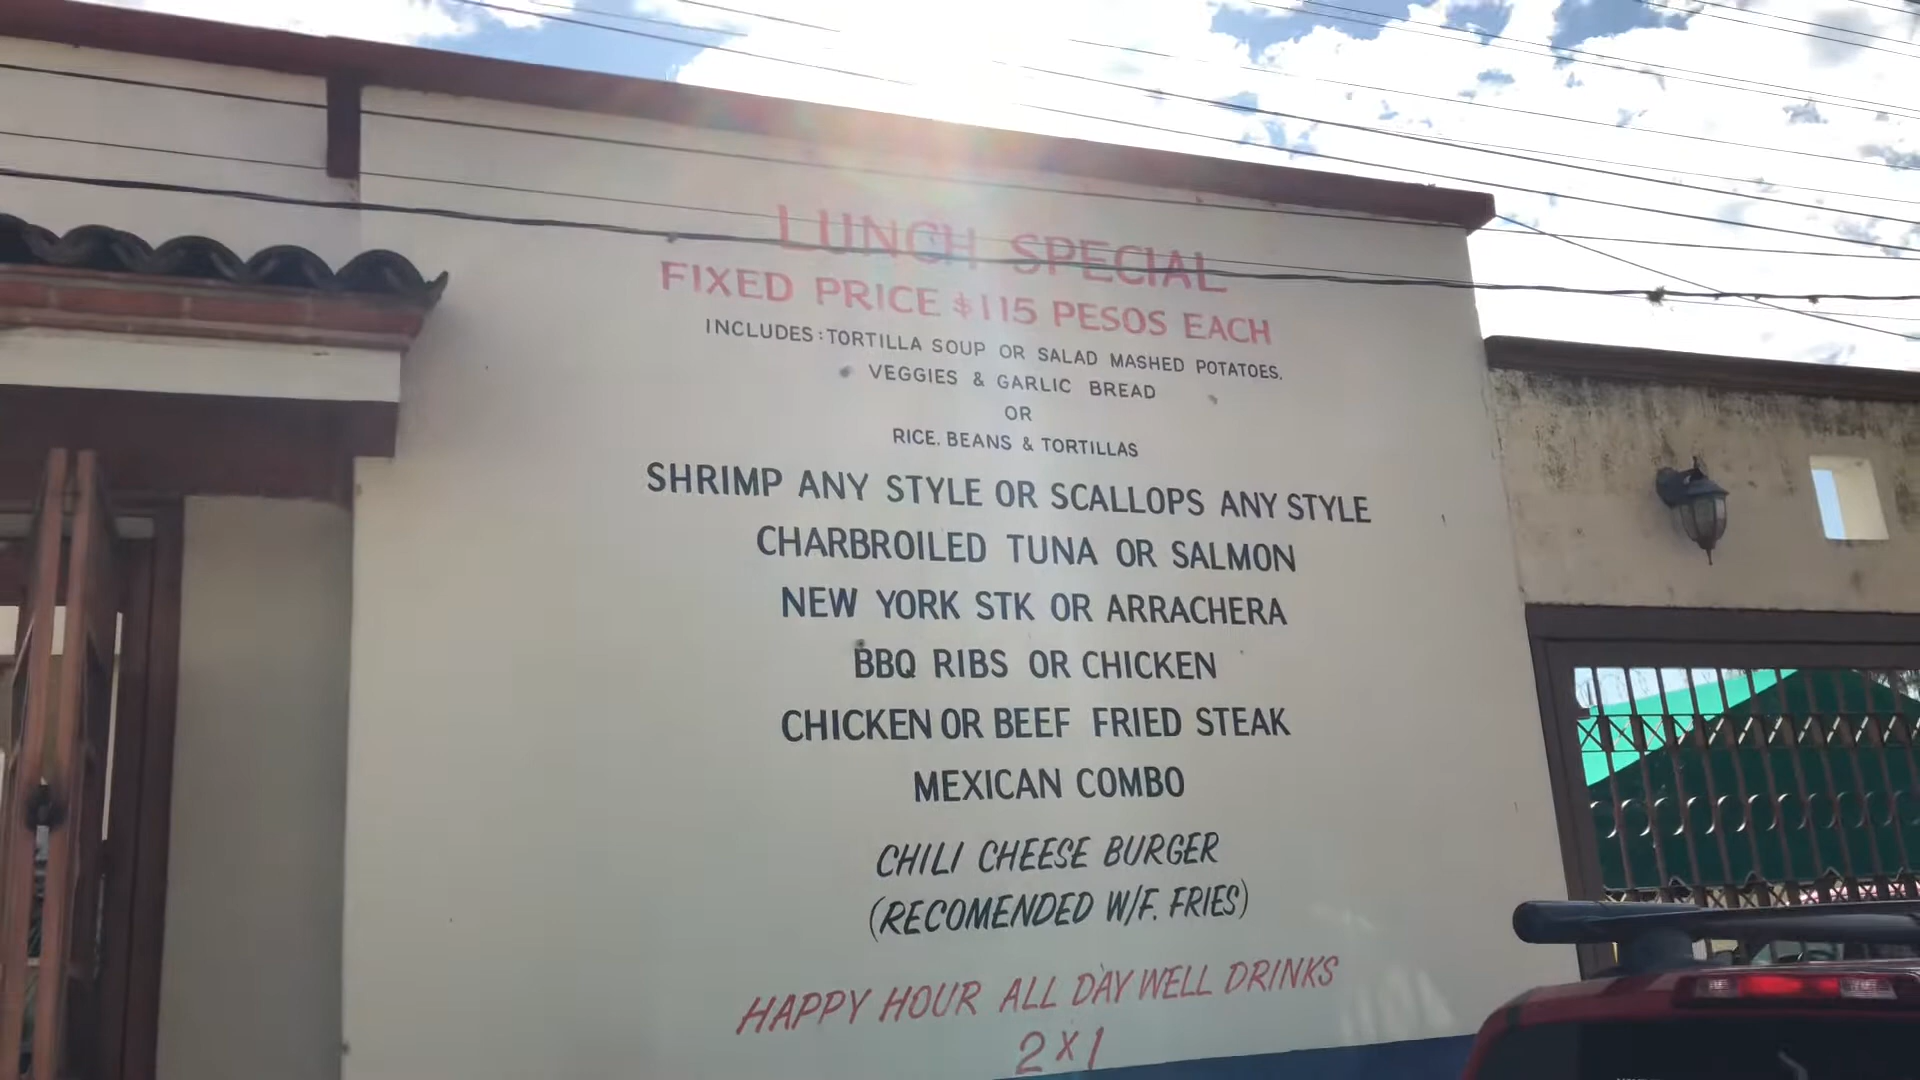 LUNCH SPECIAL
FIXED PRICE $115 PESOS EACH
INCLUDES: TORTILLA SOUP OR SALAD MASHED POTATOES,
VEGGIES & GARLIC BREAD
OR
RICE, BEANS & TORTILLAS
SHRIMP ANY STYLE OR SCALLOPS ANY STYLE
CHARBROILED TUNA OR SALMON
NEW YORK STK OR ARRACHERA
BBQ RIBS OR CHICKEN
CHICKEN OR BEEF FRIED STEAK
MEXICAN COMBO
CHILI CHEESE BURGER
(RECOMENDED W/F. FRIES)
HAPPY HOUR ALL DAY WELL DRINKS
2 X 1